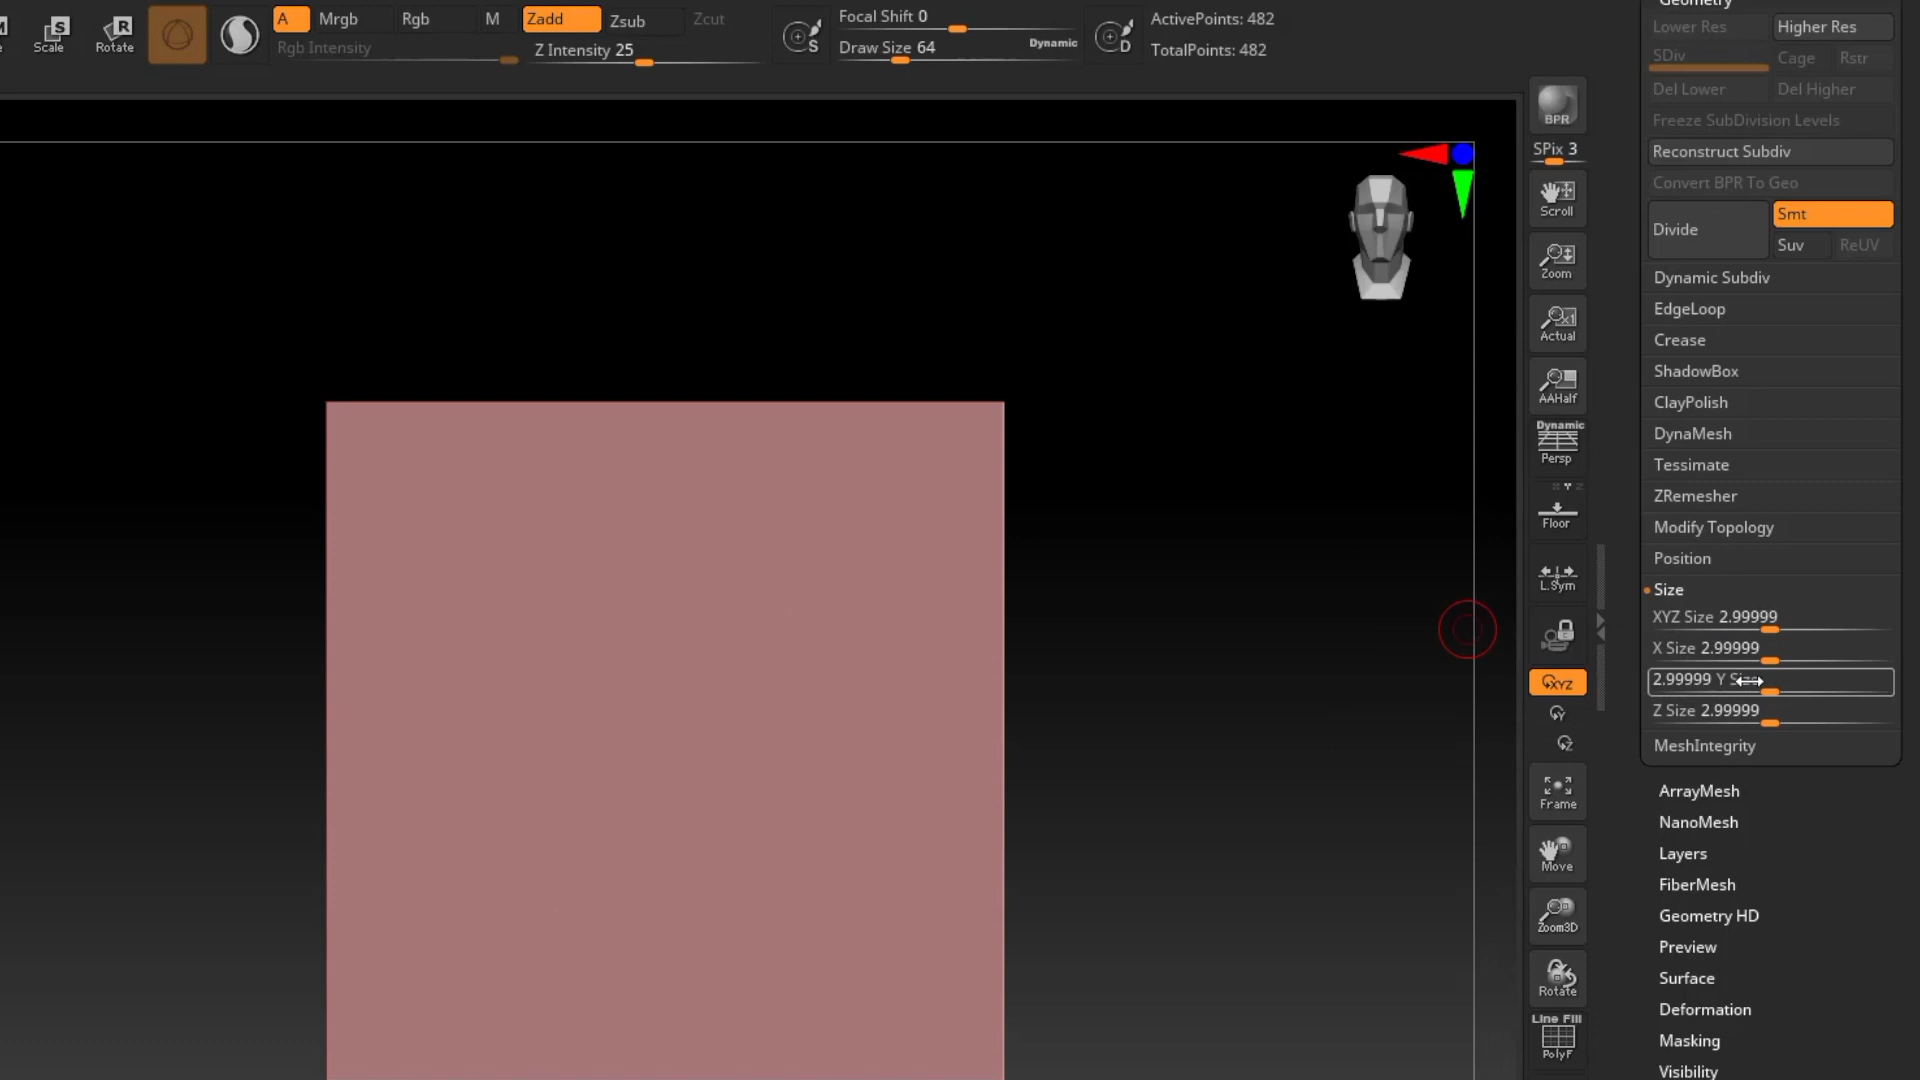 Scale
Rotate
A
Mrgb
Rgb
M
Zadd
Zsub
Zcut
Rgb Intensity
Z Intensity 25
S
Focal Shift 0
Draw Size 64
Dynamic
D
ActivePoints: 482
TotalPoints: 482
BPR
SPix 3
Scroll
Zoom
Actual
AAHalf
Dynamic
Persp
Floor
L.Sym
XYZ
Y
Z
Frame
Move
Zoom3D
Rotate
Line Fill
PolyF
Geometry
Lower Res
Higher Res
SDiv
Cage
Rstr
Del Lower
Del Higher
Freeze SubDivision Levels
Reconstruct Subdiv
Convert BPR To Geo
Divide
Smt
Suv
ReUV
Dynamic Subdiv
EdgeLoop
Crease
ShadowBox
ClayPolish
DynaMesh
Tessimate
ZRemesher
Modify Topology
Position
Size
XYZ Size 2.99999
X Size 2.99999
2.99999 Y Size
Z Size 2.99999
MeshIntegrity
ArrayMesh
NanoMesh
Layers
FiberMesh
Geometry HD
Preview
Surface
Deformation
Masking
Visibility